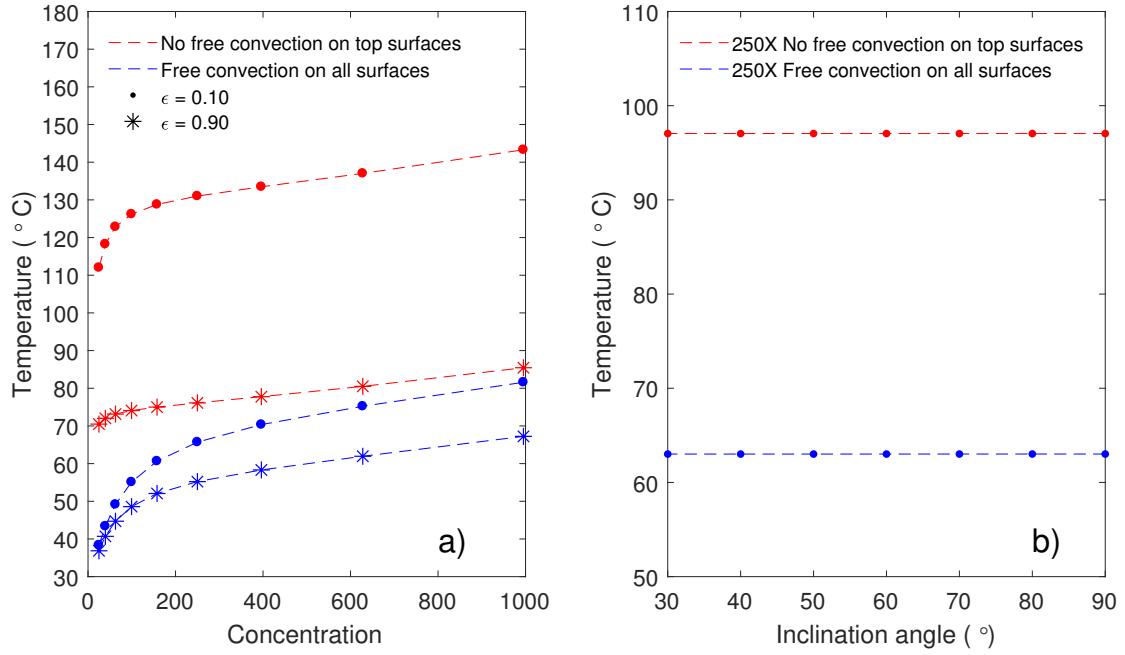 180
170
160
150
140
130
120
110
100
90
80
70
60
50
40
30
Temperature ( °C)
No free convection on top surfaces
Free convection on all surfaces
ϵ = 0.10
ϵ = 0.90
a)
0 200 400 600 800 1000
Concentration
110
100
90
80
70
60
50
Temperature ( °C)
250X No free convection on top surfaces
250X Free convection on all surfaces
b)
30 40 50 60 70 80 90
Inclination angle ( °)